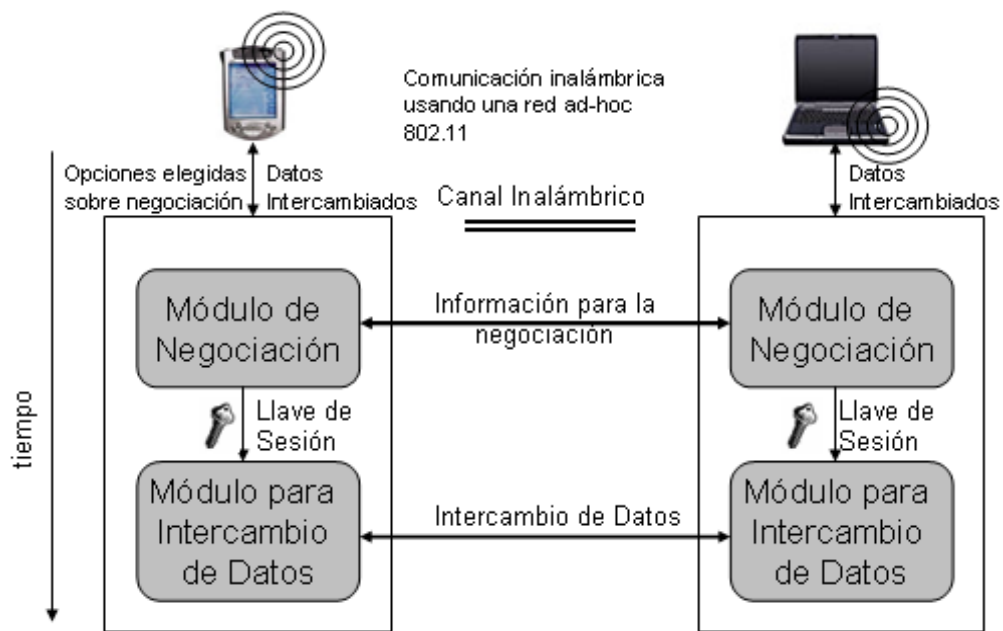 Comunicación inalámbrica
usando una red ad-hoc
802.11
Opciones elegidas
sobre negociación
Datos
Intercambiados
Canal Inalámbrico
Datos
Intercambiados
Módulo de
Negociación
Información para la
negociación
Módulo de
Negociación
tiempo
Llave de
Sesión
Llave de
Sesión
Módulo para
Intercambio
de Datos
Intercambio de Datos
Módulo para
Intercambio
de Datos